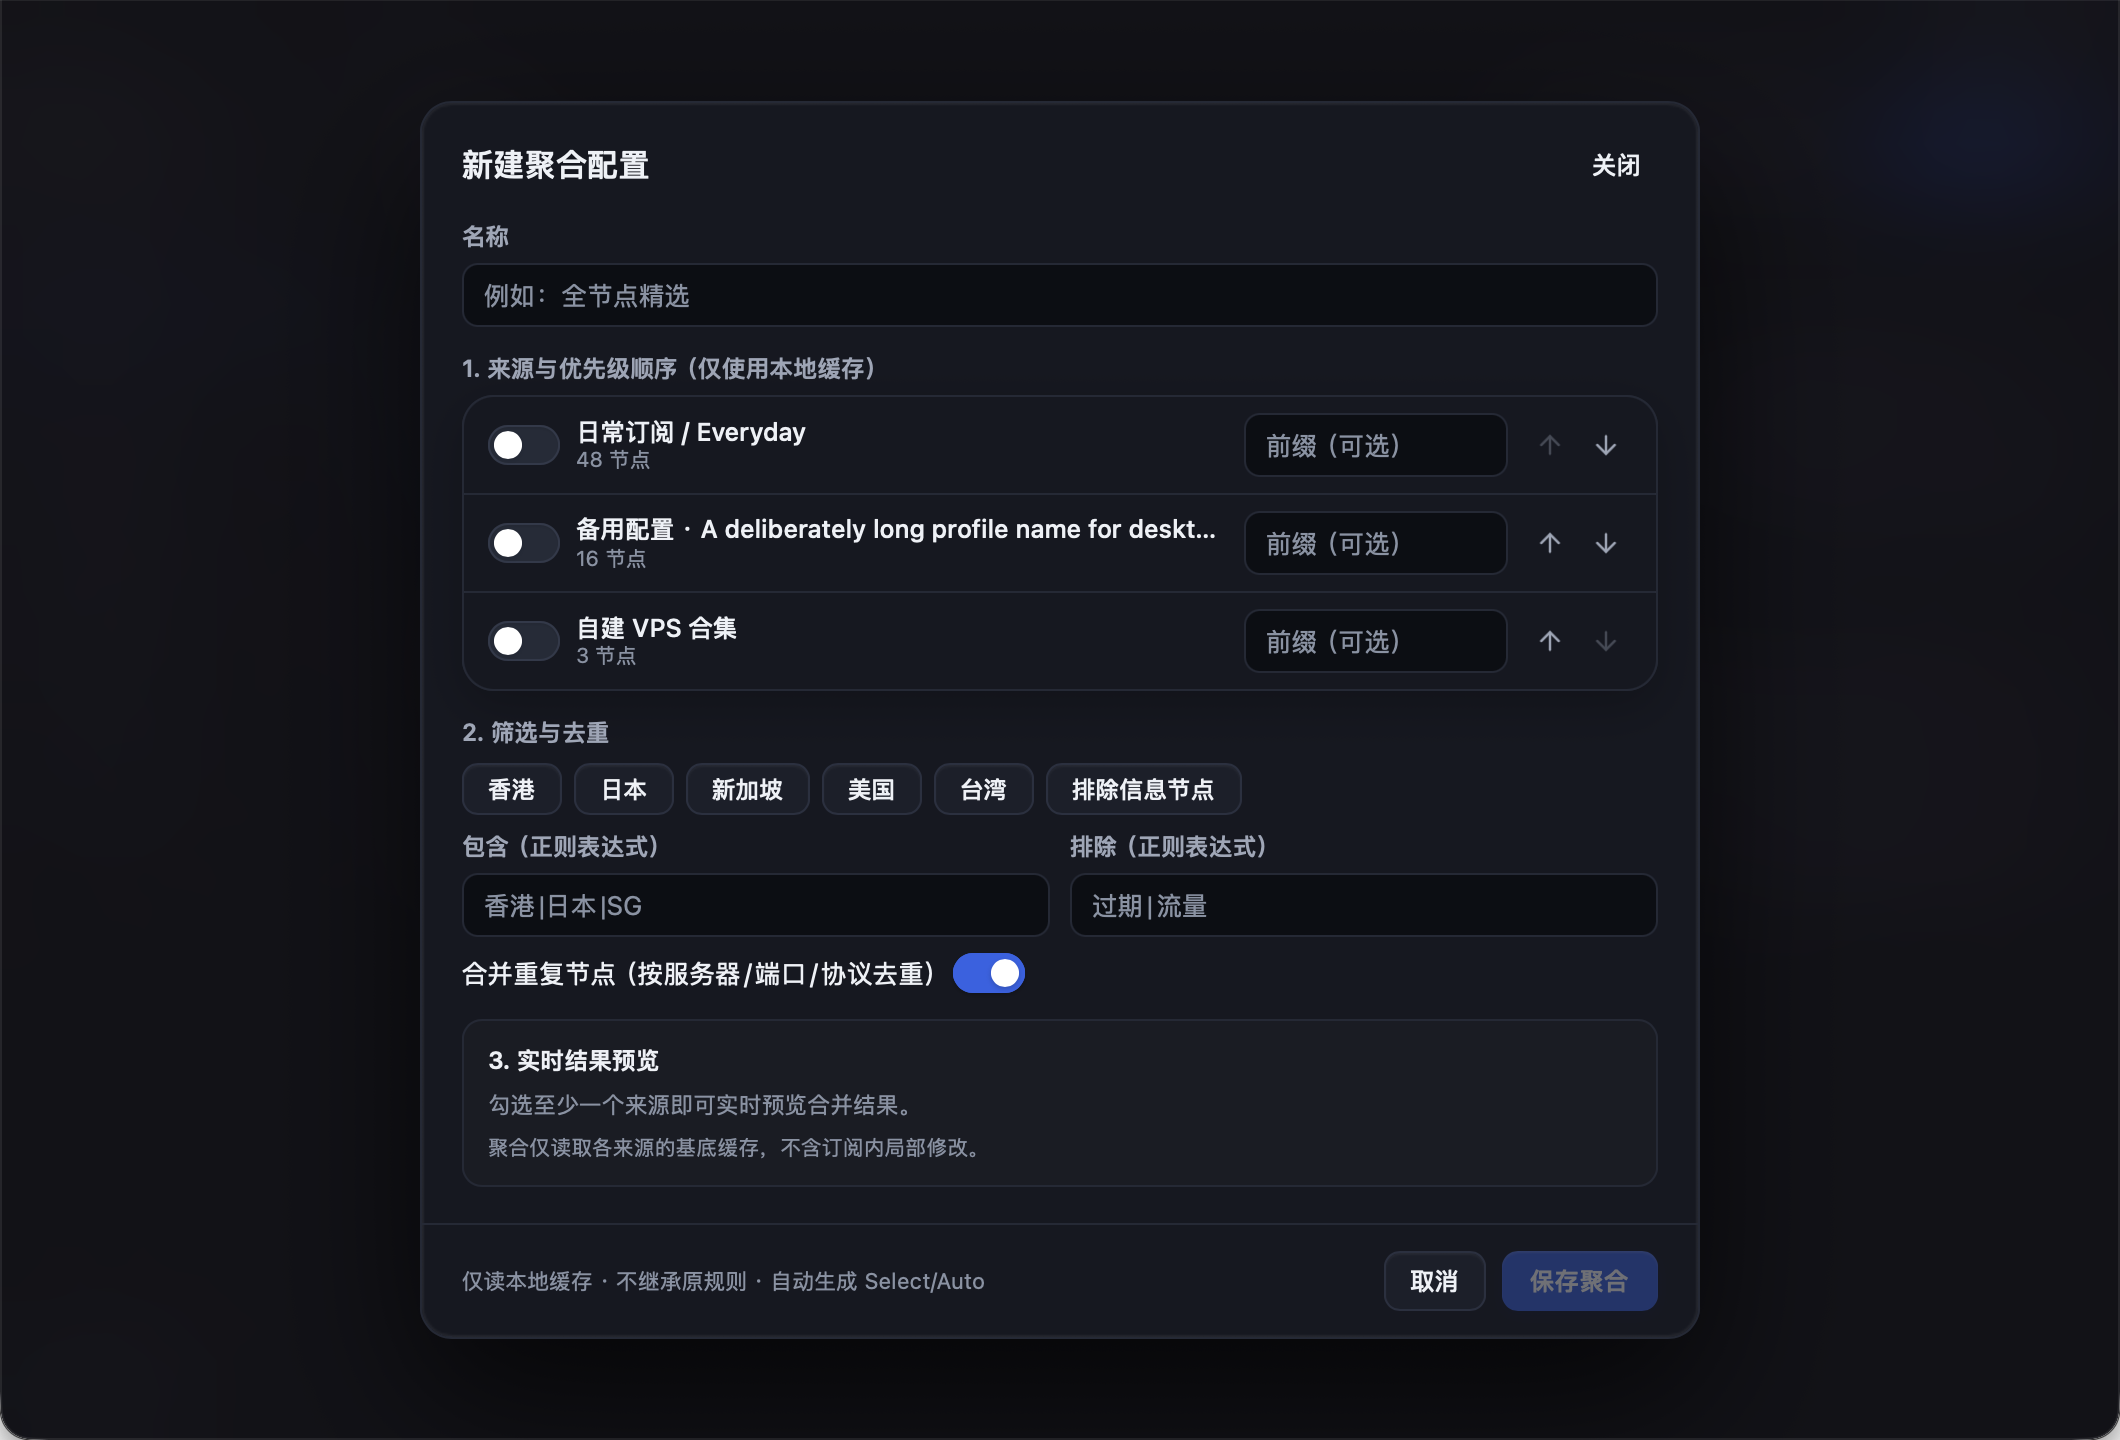 新建聚合配置
关闭
名称
例如：全节点精选
1. 来源与优先级顺序（仅使用本地缓存）
日常订阅 / Everyday
48 节点
前缀（可选）
备用配置 · A deliberately long profile name for deskt...
16 节点
前缀（可选）
自建 VPS 合集
3 节点
前缀（可选）
2. 筛选与去重
香港
日本
新加坡
美国
台湾
排除信息节点
包含（正则表达式）
排除（正则表达式）
香港|日本|SG
过期|流量
合并重复节点（按服务器/端口/协议去重）
3. 实时结果预览
勾选至少一个来源即可实时预览合并结果。
聚合仅读取各来源的基底缓存，不含订阅内局部修改。
仅读本地缓存 · 不继承原规则 · 自动生成 Select/Auto
取消
保存聚合